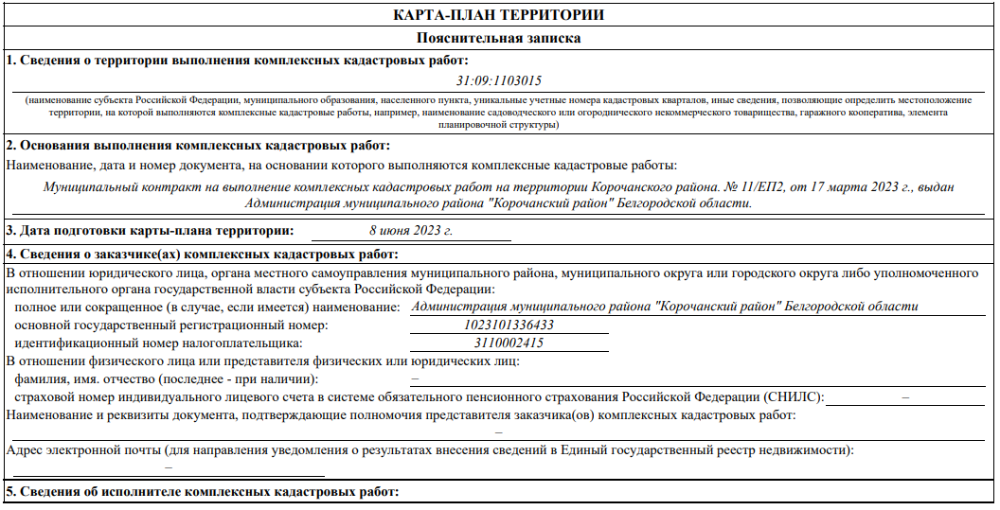 КАРТА-ПЛАН ТЕРРИТОРИИ
Пояснительная записка
1. Сведения о территории выполнения комплексных кадастровых работ:
31:09:1103015
(наименование субъекта Российской Федерации, муниципального образования, населенного пункта, уникальные учетные номера кадастровых кварталов, иные сведения, позволяющие определить местоположение
территории, на которой выполняются комплексные кадастровые работы, например, наименование садоводческого или огороднического некоммерческого товарищества, гаражного кооператива, элемента
планировочной структуры)
2. Основания выполнения комплексных кадастровых работ:
Наименование, дата и номер документа, на основании которого выполняются комплексные кадастровые работы:
Муниципальный контракт на выполнение комплексных кадастровых работ на территории Корочанского района. № 11/ЕП2, от 17 марта 2023 г., выдан
Администрация муниципального района "Корочанский район" Белгородской области.
3. Дата подготовки карты-плана территории: 8 июня 2023 г.
4. Сведения о заказчике(ах) комплексных кадастровых работ:
В отношении юридического лица, органа местного самоуправления муниципального района, муниципального округа или городского округа либо уполномоченного
исполнительного органа государственной власти субъекта Российской Федерации:
полное или сокращенное (в случае, если имеется) наименование: Администрация муниципального района "Корочанский район" Белгородской области
основной государственный регистрационный номер: 1023101336433
идентификационный номер налогоплательщика: 3110002415
В отношении физического лица или представителя физических или юридических лиц:
фамилия, имя. отчество (последнее - при наличии): –
страховой номер индивидуального лицевого счета в системе обязательного пенсионного страхования Российской Федерации (СНИЛС): –
Наименование и реквизиты документа, подтверждающие полномочия представителя заказчика(ов) комплексных кадастровых работ:
–
Адрес электронной почты (для направления уведомления о результатах внесения сведений в Единый государственный реестр недвижимости):
–
5. Сведения об исполнителе комплексных кадастровых работ: